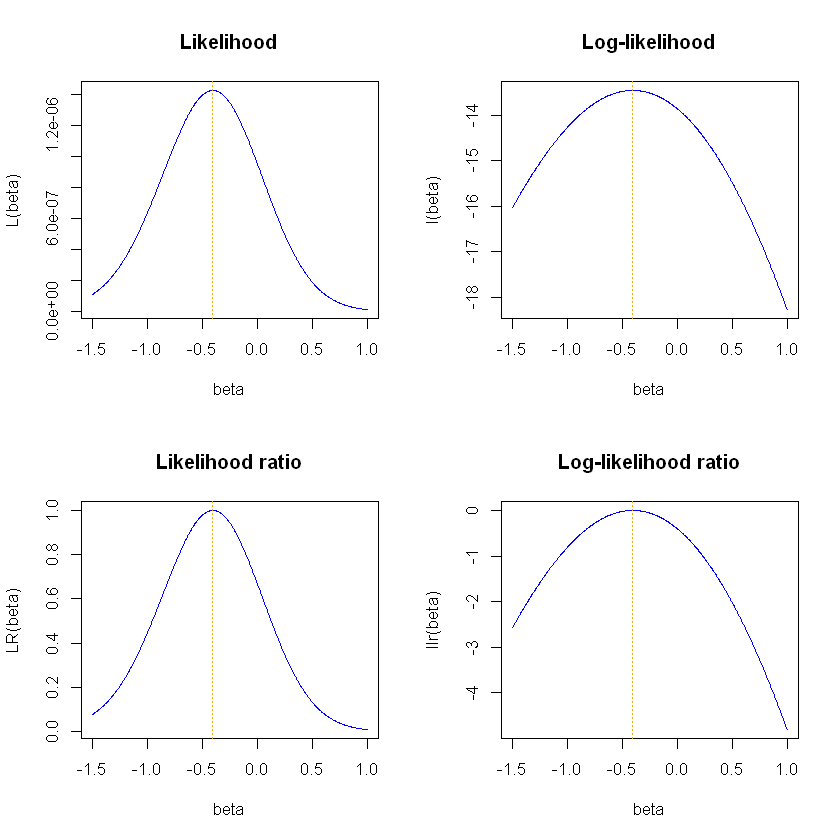 Likelihood
L(beta)
1.2e-06
6.0e-07
0.0e+00
-1.5 -1.0 -0.5 0.0 0.5 1.0
beta
Log-likelihood
l(beta)
-14
-15
-16
-17
-18
-1.5 -1.0 -0.5 0.0 0.5 1.0
beta
Likelihood ratio
LR(beta)
1.0
0.8
0.6
0.4
0.2
0.0
-1.5 -1.0 -0.5 0.0 0.5 1.0
beta
Log-likelihood ratio
llr(beta)
0
-1
-2
-3
-4
-1.5 -1.0 -0.5 0.0 0.5 1.0
beta